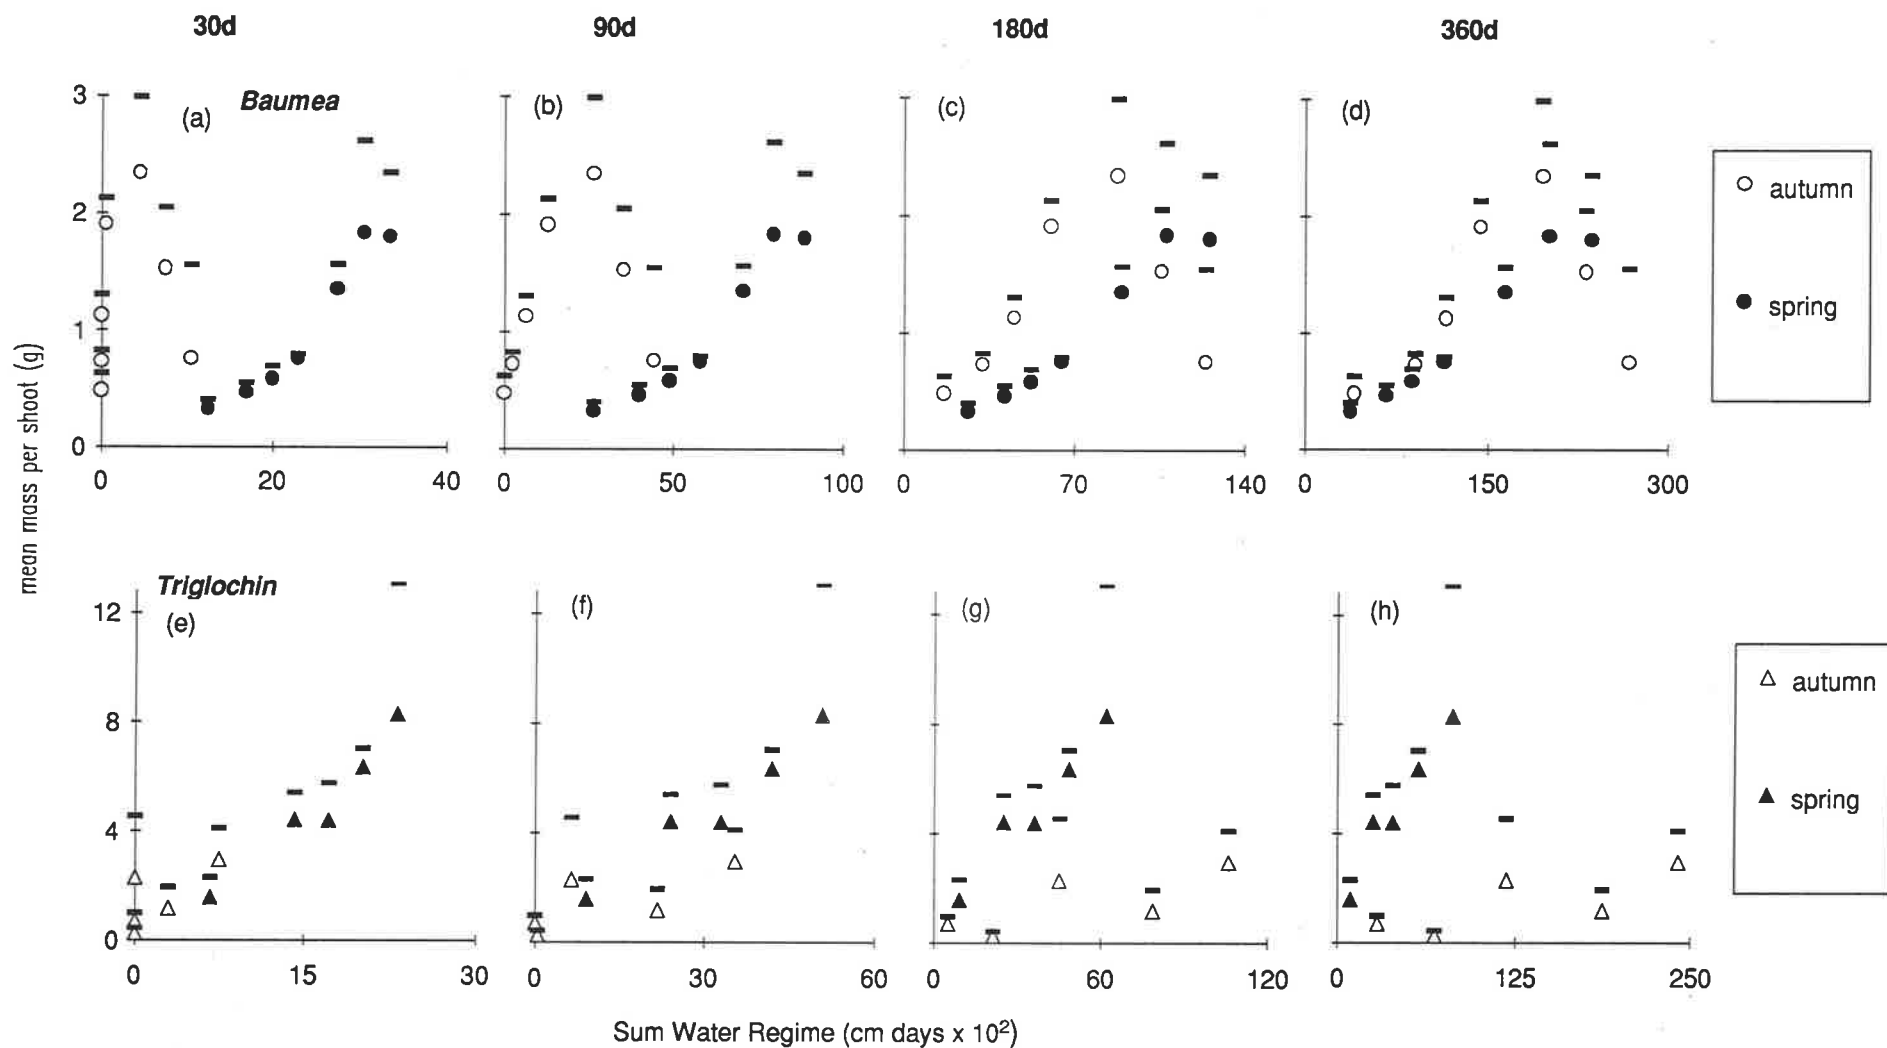 30d 90d 180d 360d
3 Baumea (a) (b) (c) (d)
2
1
0
0 20 40 0 50 100 0 70 140 0 150 300
autumn
spring
mean mass per shoot (g)
Triglochin
12 (e) (f) (g) (h)
8
4
0
0 15 30 0 30 60 0 60 120 0 125 250
autumn
spring
Sum Water Regime (cm days x 10²)